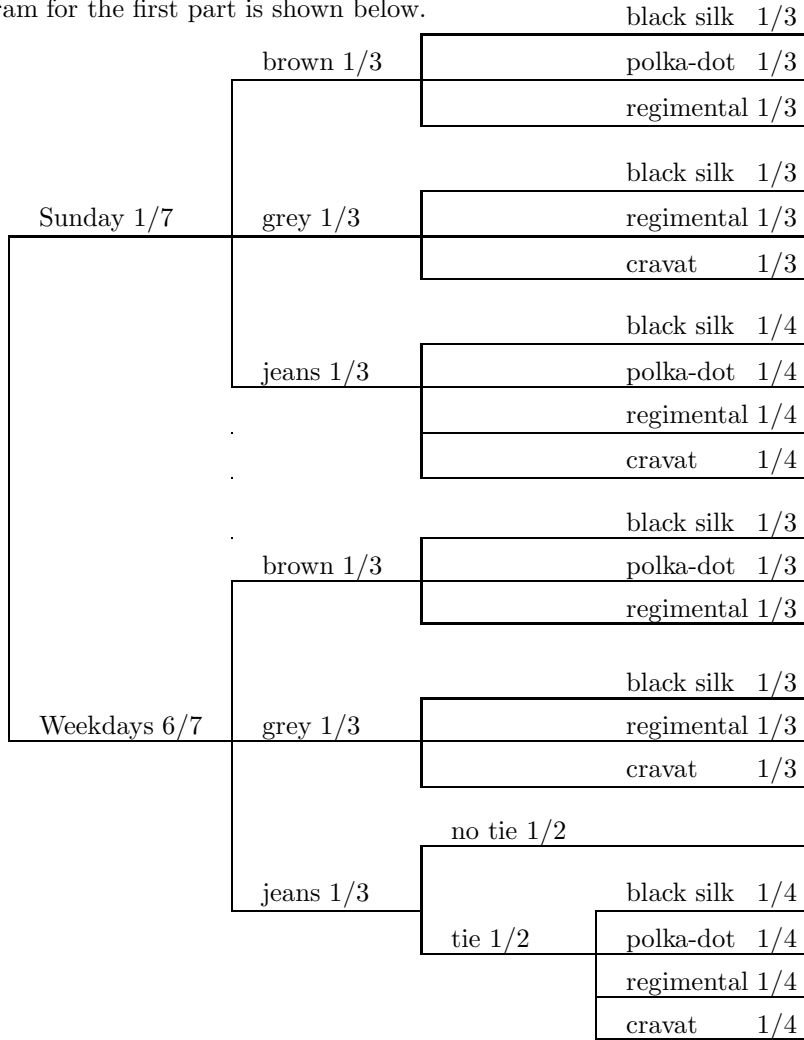 ram for the first part is shown below.
black silk 1/3
brown 1/3 polka-dot 1/3
regimental 1/3
black silk 1/3
Sunday 1/7 grey 1/3 regimental 1/3
cravat 1/3
black silk 1/4
jeans 1/3 polka-dot 1/4
regimental 1/4
cravat 1/4
black silk 1/3
brown 1/3 polka-dot 1/3
regimental 1/3
black silk 1/3
Weekdays 6/7 grey 1/3 regimental 1/3
cravat 1/3
no tie 1/2
jeans 1/3 black silk 1/4
tie 1/2 polka-dot 1/4
regimental 1/4
cravat 1/4